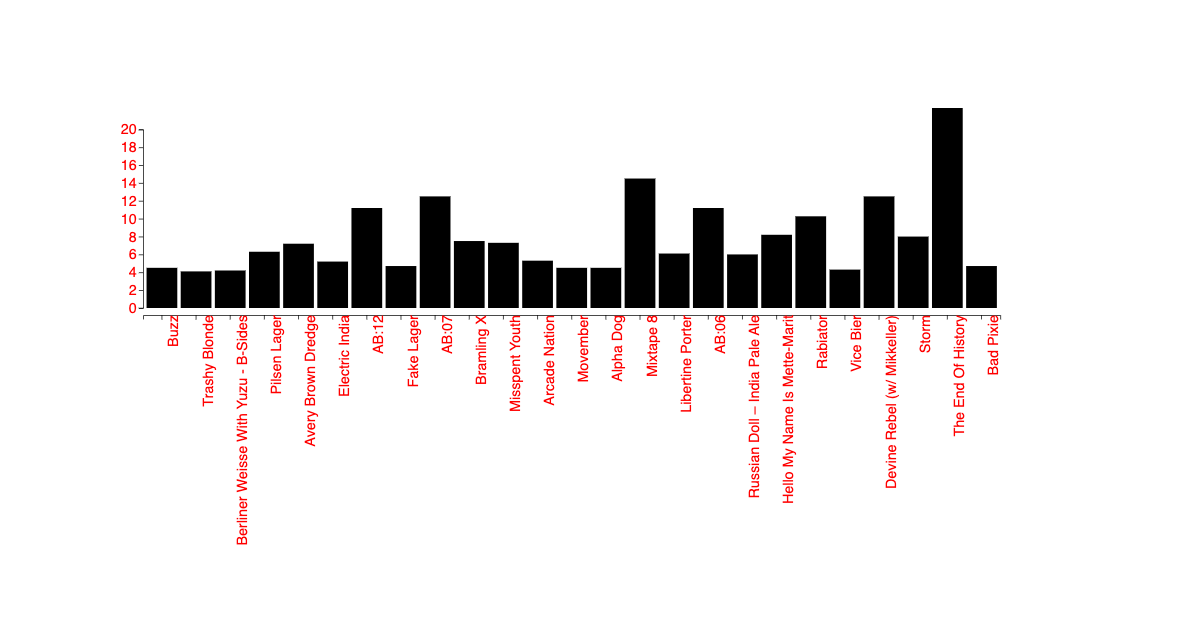 20
18
16
14
12
10
8
6
4
2
0
Buzz
Trashy Blonde
Berliner Weisse With Yuzu - B-Sides
Pilsen Lager
Avery Brown Dredge
Electric India
AB:12
Fake Lager
AB:07
Bramling X
Misspent Youth
Arcade Nation
Movember
Alpha Dog
Mixtape 8
Libertine Porter
AB:06
Russian Doll – India Pale Ale
Hello My Name Is Mette-Marit
Rabiator
Vice Bier
Devine Rebel (w/ Mikkeller)
Storm
The End Of History
Bad Pixie